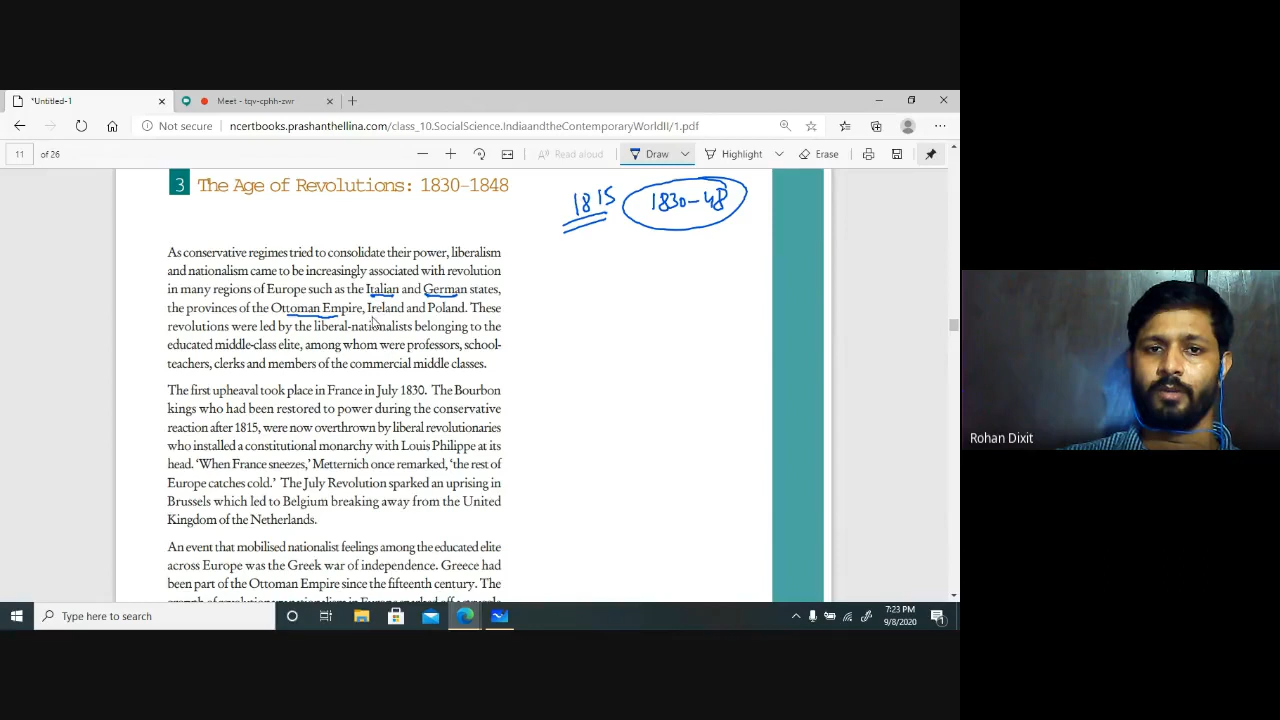 *Untitled-1
Meet - tqv-cphh-zwr
Not secure
ncertbooks.prashanthellina.com/class_10.SocialScience.IndiaandtheContemporaryWorldII/1.pdf
11 of 26
Read aloud
Draw
Highlight
Erase
3 The Age of Revolutions: 1830-1848
1815 1830-48
As conservative regimes tried to consolidate their power, liberalism
and nationalism came to be increasingly associated with revolution
in many regions of Europe such as the Italian and German states,
the provinces of the Ottoman Empire, Ireland and Poland. These
revolutions were led by the liberal-nationalists belonging to the
educated middle-class elite, among whom were professors, school-
teachers, clerks and members of the commercial middle classes.
The first upheaval took place in France in July 1830. The Bourbon
kings who had been restored to power during the conservative
reaction after 1815, were now overthrown by liberal revolutionaries
who installed a constitutional monarchy with Louis Philippe at its
head. ‘When France sneezes,’ Metternich once remarked, ‘the rest of
Europe catches cold.’ The July Revolution sparked an uprising in
Brussels which led to Belgium breaking away from the United
Kingdom of the Netherlands.
An event that mobilised nationalist feelings among the educated elite
across Europe was the Greek war of independence. Greece had
been part of the Ottoman Empire since the fifteenth century. The
Rohan Dixit
Type here to search
7:23 PM
9/8/2020
1